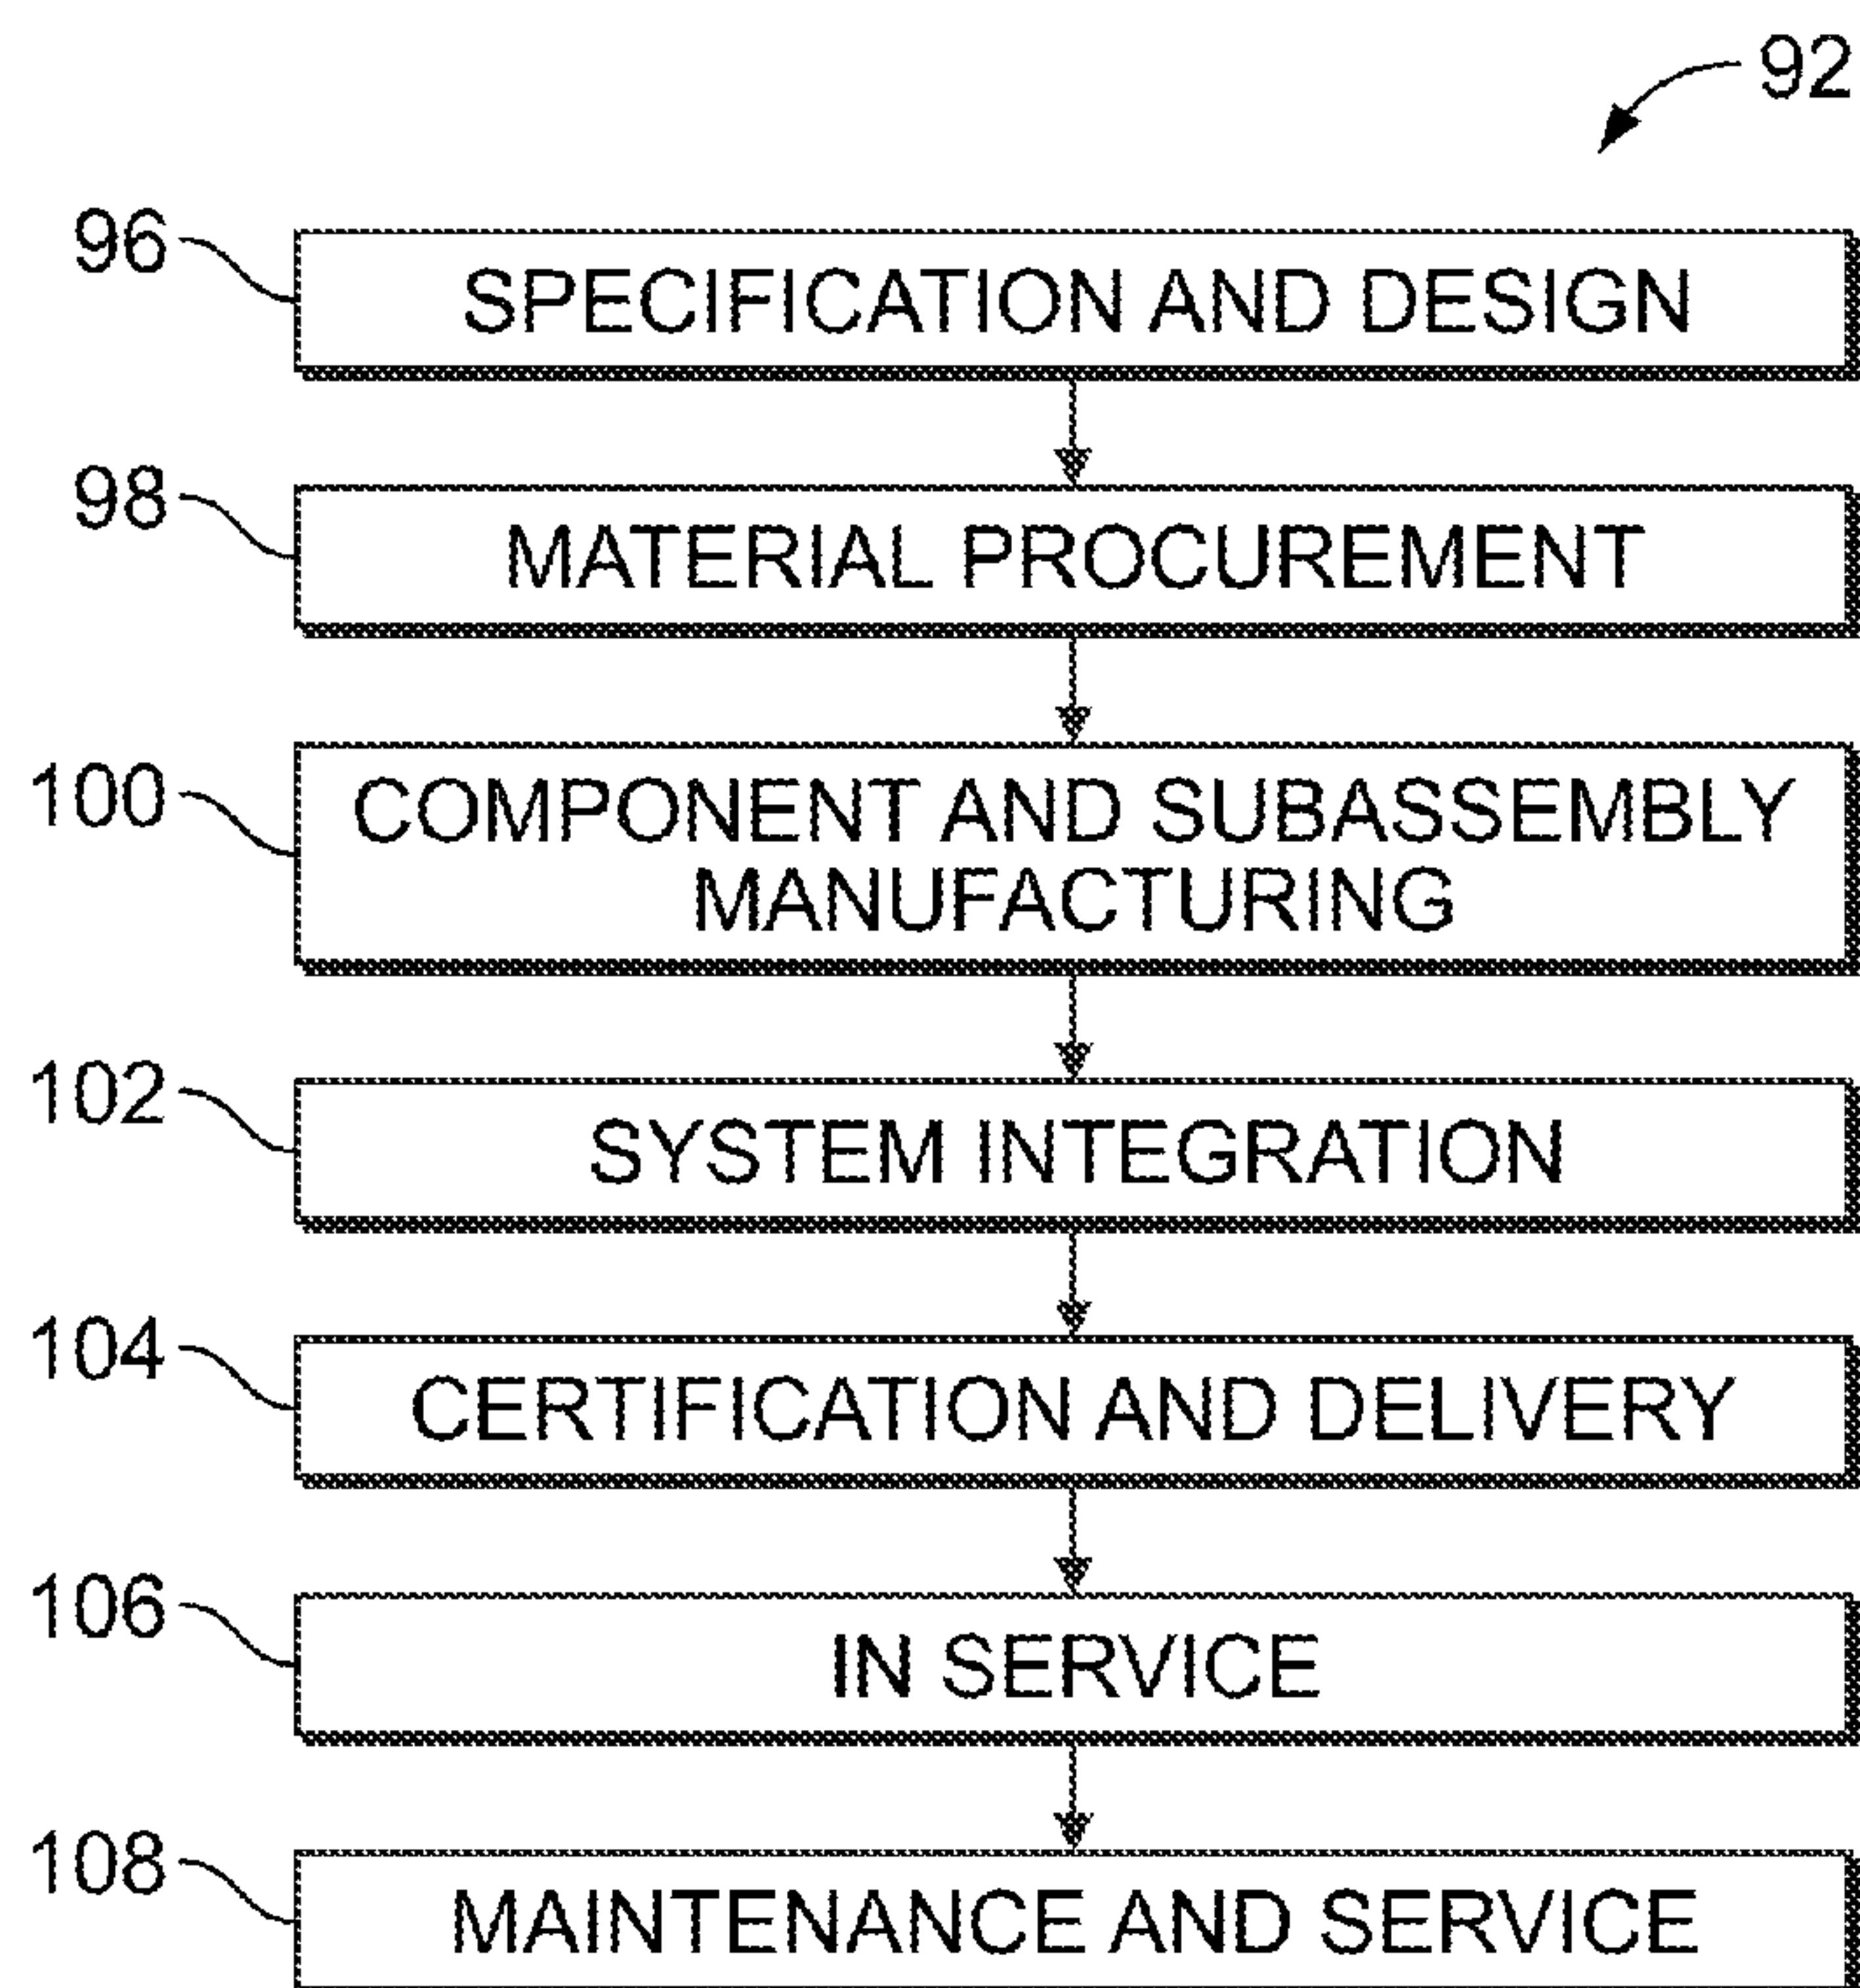 92
96
SPECIFICATION AND DESIGN
98
MATERIAL PROCUREMENT
100
COMPONENT AND SUBASSEMBLY
MANUFACTURING
102
SYSTEM INTEGRATION
104
CERTIFICATION AND DELIVERY
106
IN SERVICE
108
MAINTENANCE AND SERVICE